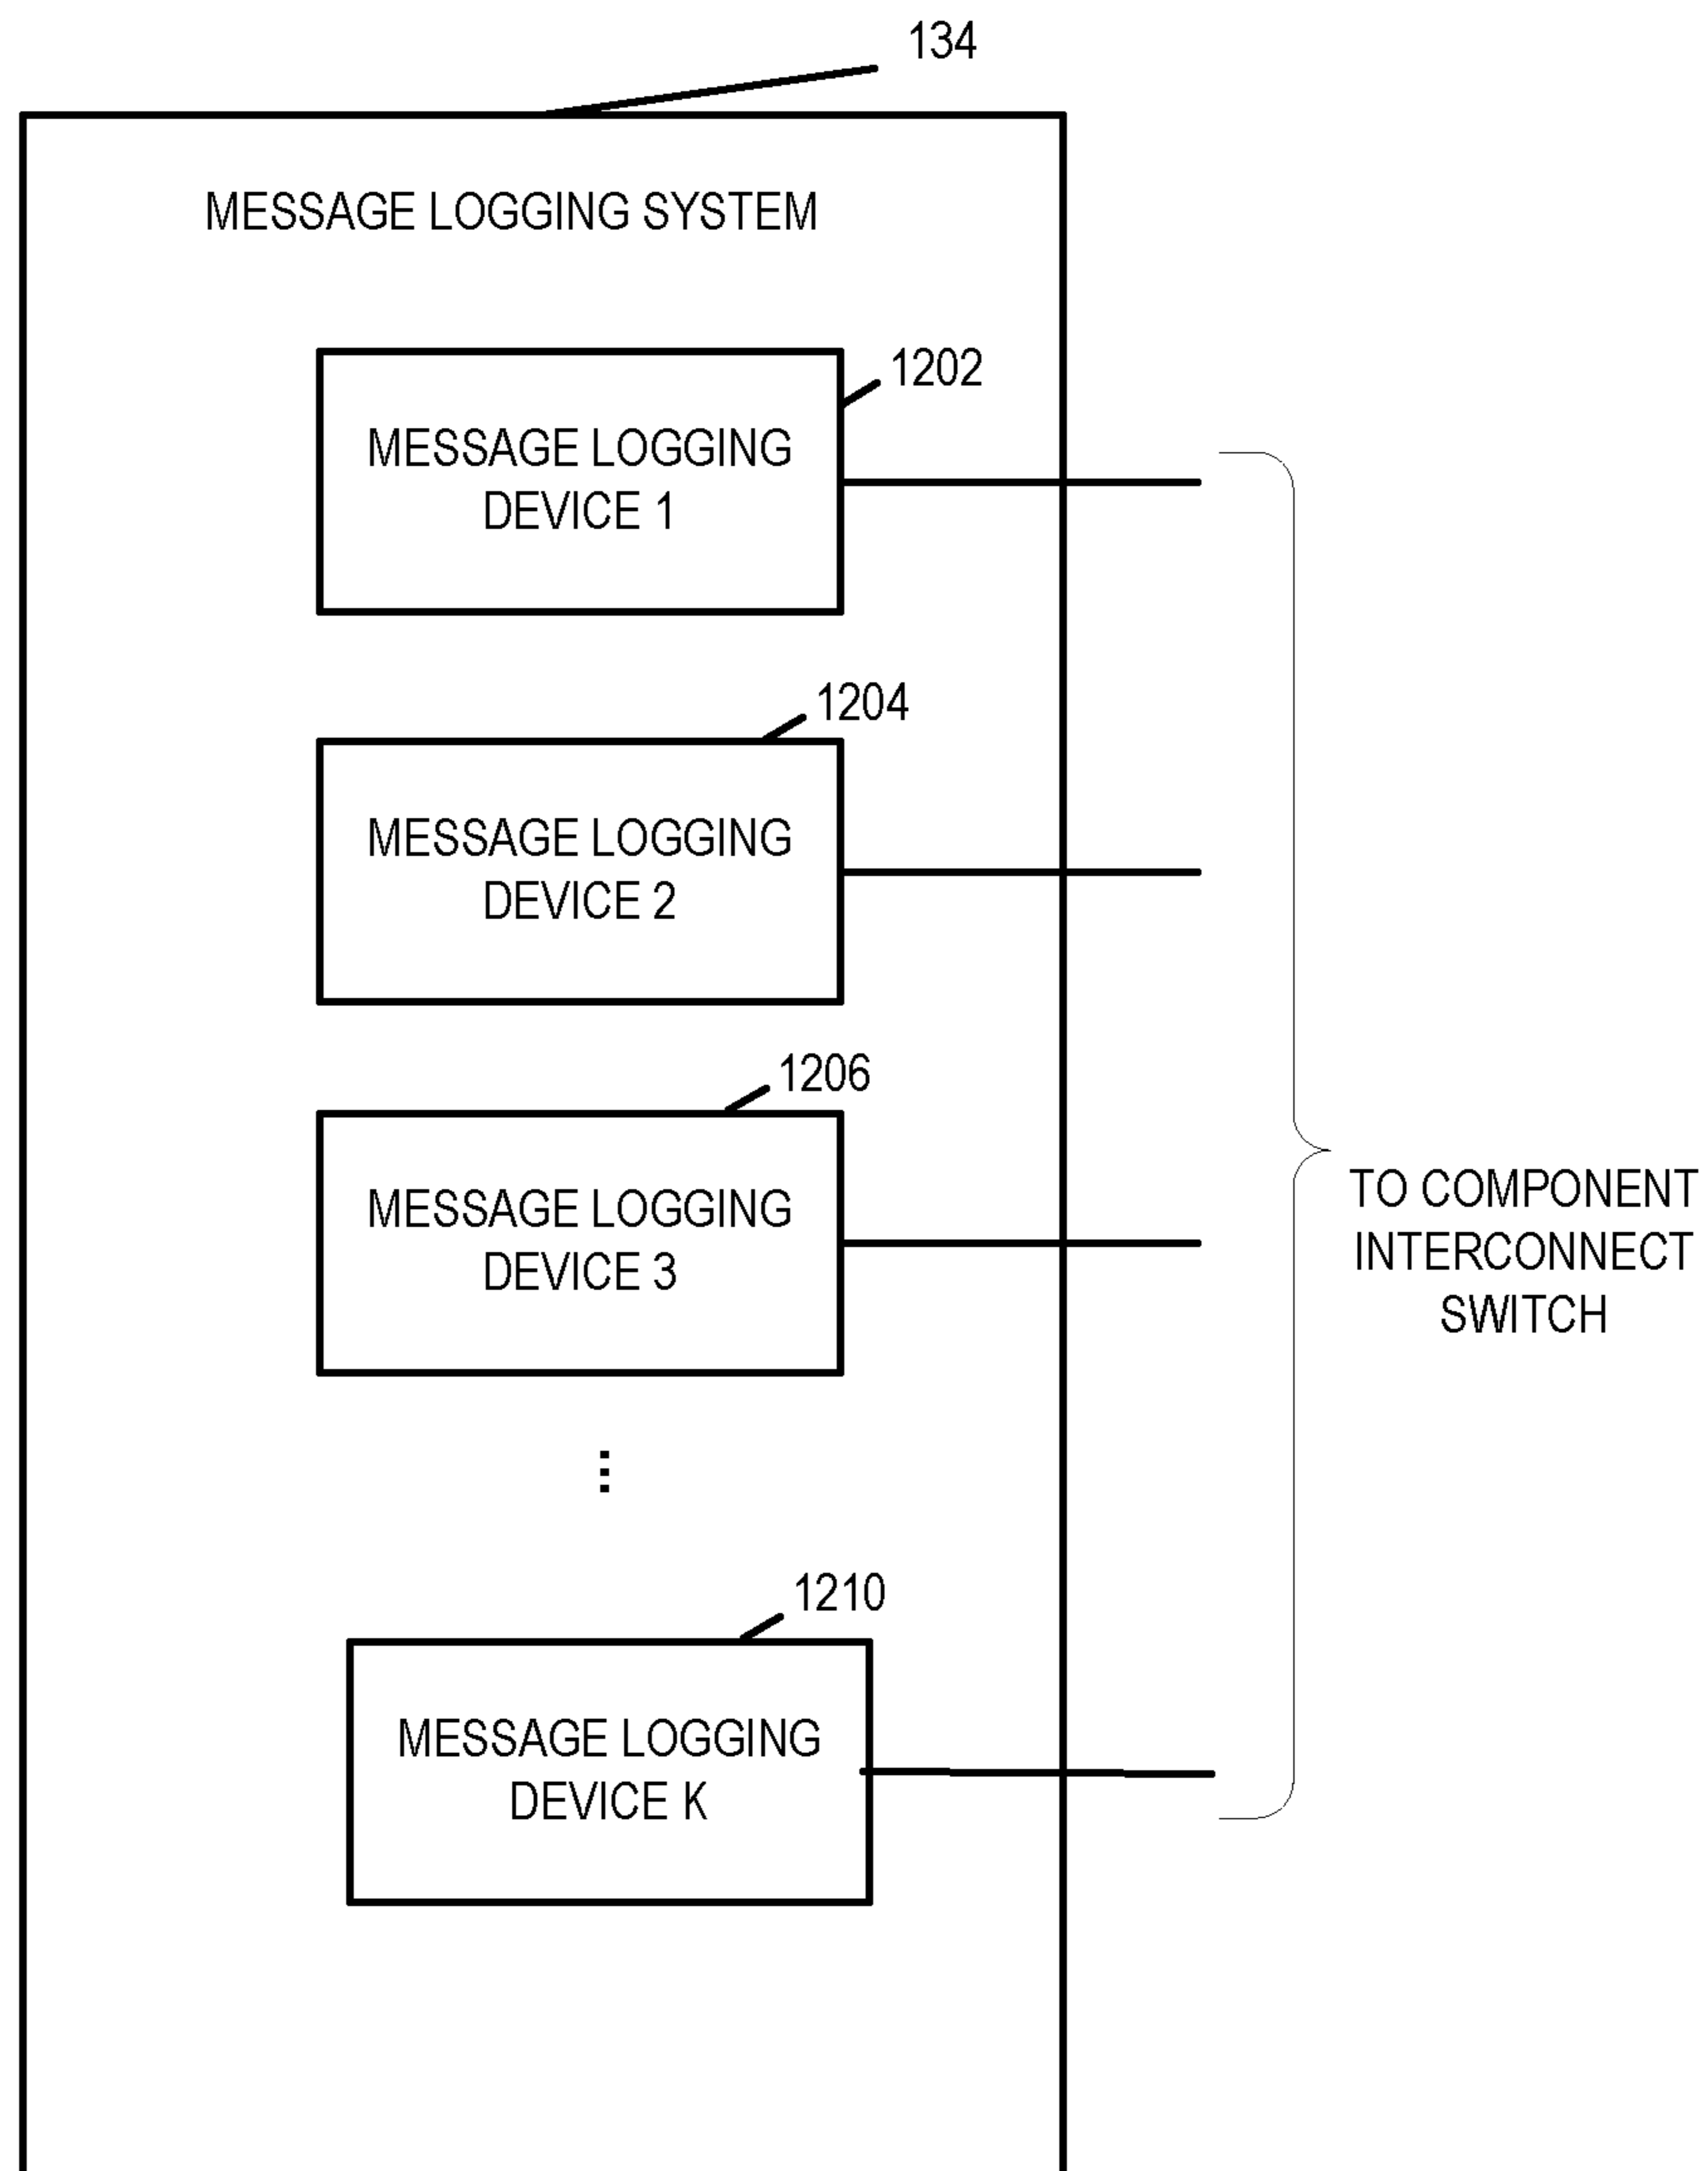 134
MESSAGE LOGGING SYSTEM
1202
MESSAGE LOGGING
DEVICE 1
1204
MESSAGE LOGGING
DEVICE 2
1206
MESSAGE LOGGING
DEVICE 3
TO COMPONENT
INTERCONNECT
SWITCH
1210
MESSAGE LOGGING
DEVICE K